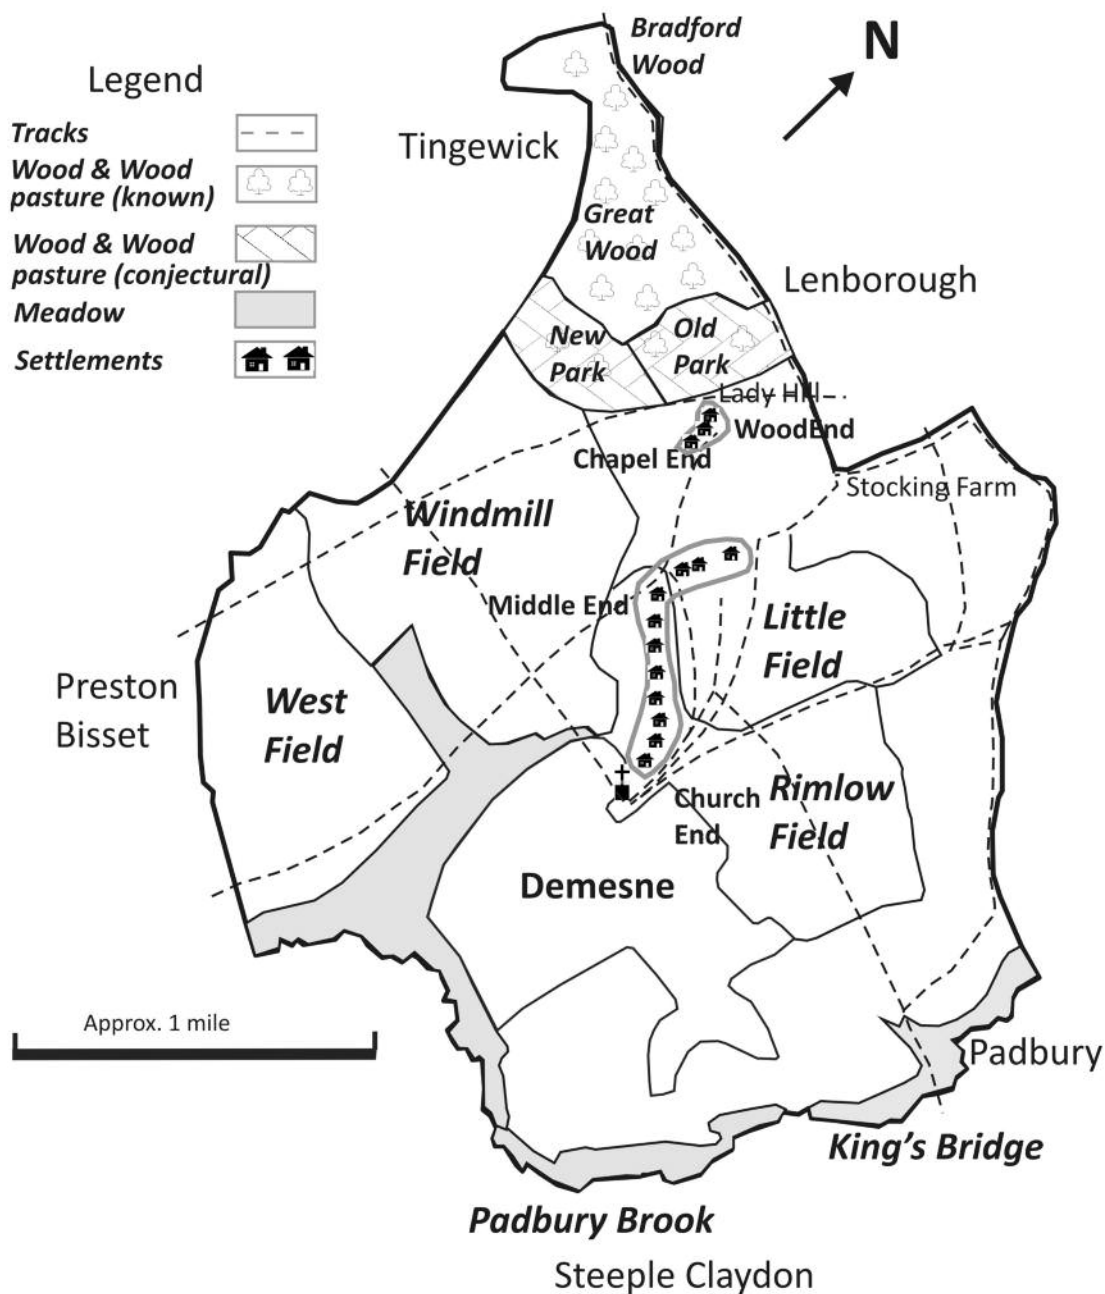 Legend
Tracks
Wood & Wood
pasture (known)
Wood & Wood
pasture (conjectural)
Meadow
Settlements
Bradford
Wood
N
Tingewick
Great
Wood
Lenborough
New
Park
Old
Park
Lady Hill
WoodEnd
Chapel End
Stocking Farm
Windmill
Field
Middle End
Little
Field
Preston
Bisset
West
Field
Church
End
Rimlow
Field
Demesne
Approx. 1 mile
Padbury
King's Bridge
Padbury Brook
Steeple Claydon